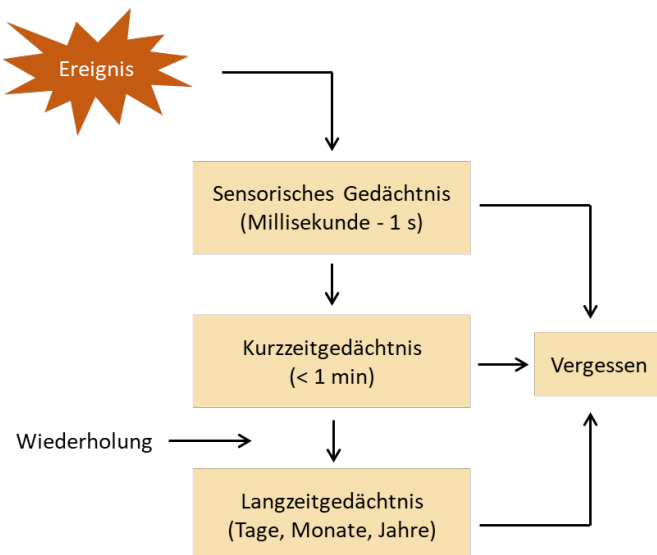 Ereignis
Sensorisches Gedächtnis
(Millisekunde - 1 s)
Kurzzeitgedächtnis
(< 1 min)
Vergessen
Wiederholung
Langzeitgedächtnis
(Tage, Monate, Jahre)